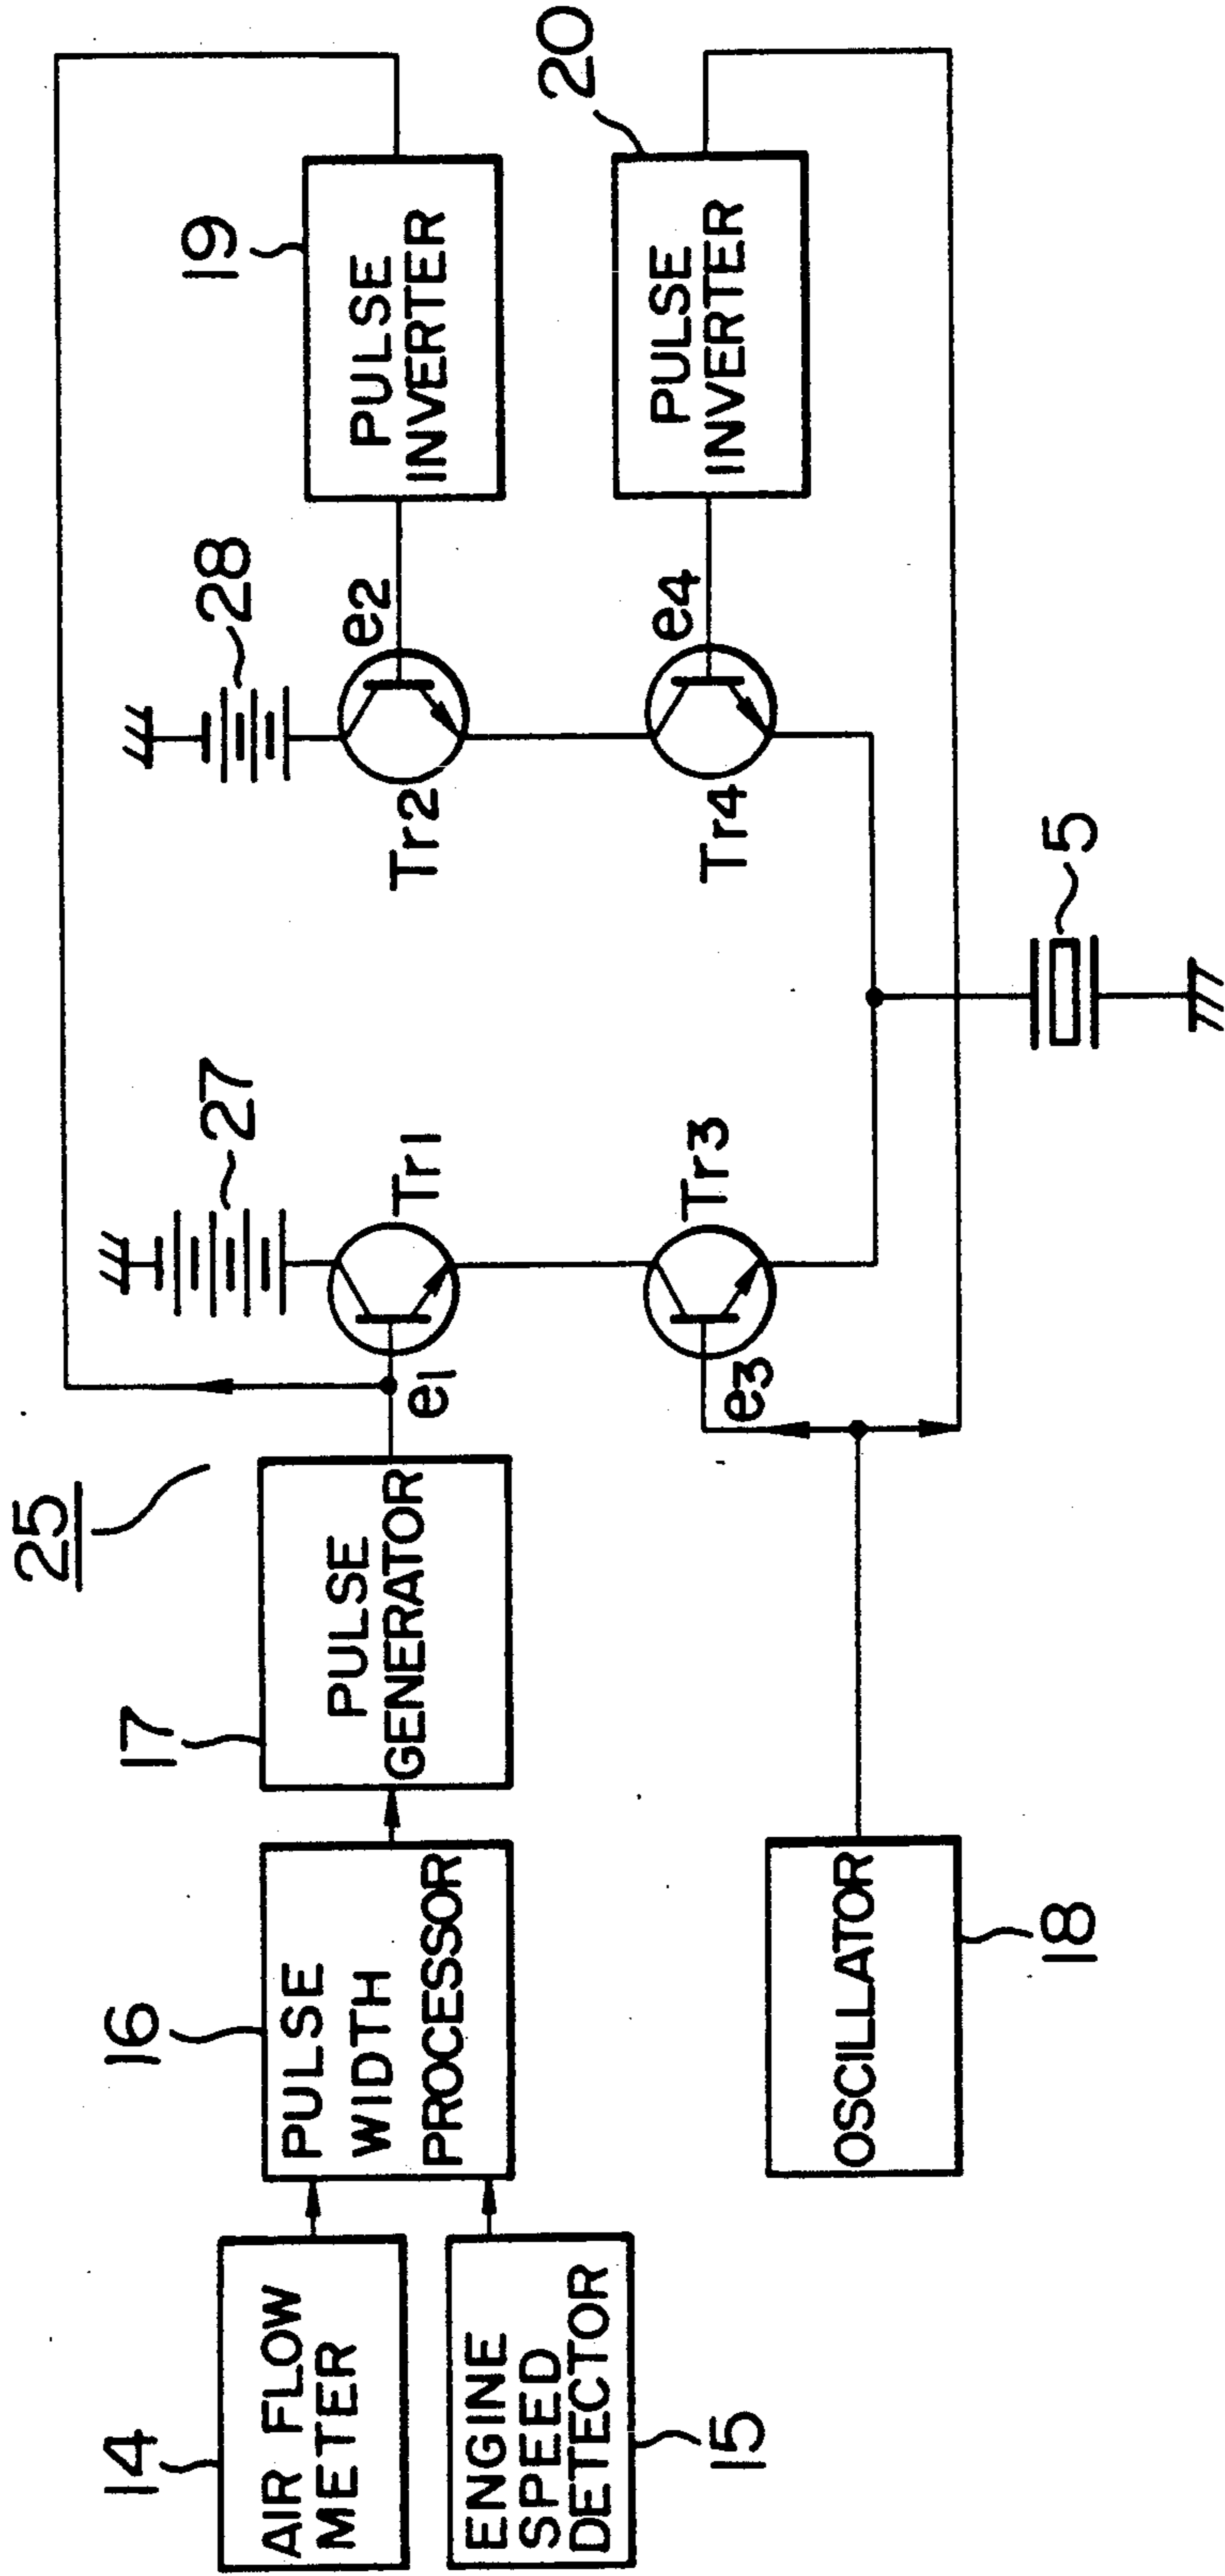 25
14
AIR FLOW
METER
15
ENGINE
SPEED
DETECTOR
16
PULSE
WIDTH
PROCESSOR
17
PULSE
GENERATOR
e1
27
Tr1
28
Tr2
e2
19
PULSE
INVERTER
18
OSCILLATOR
e3
Tr3
Tr4
e4
20
PULSE
INVERTER
5